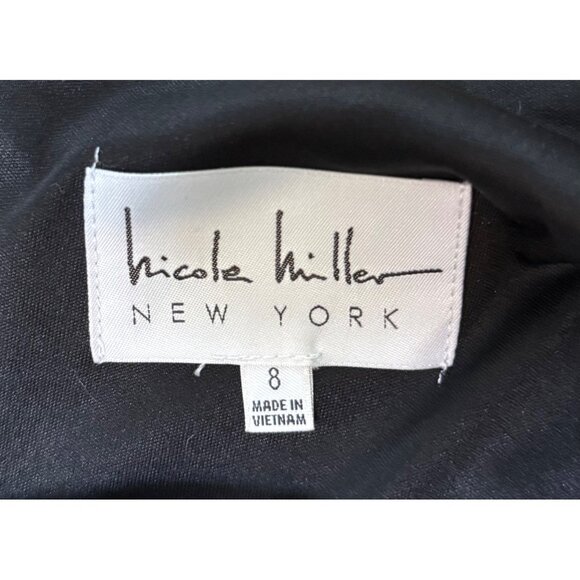 Nicole Miller
NEW YORK
8
MADE IN
VIETNAM